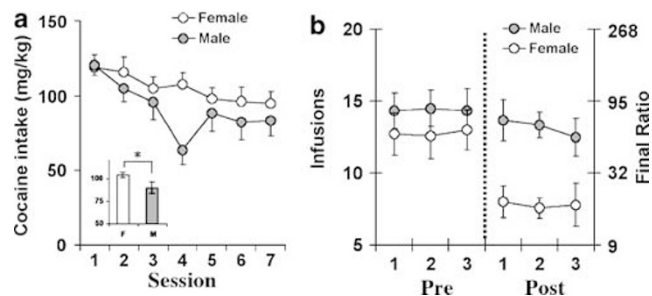 a
Female
Male
Cocaine intake (mg/kg)
150
100
50
0
*
100
75
50
F M
1 2 3 4 5 6 7
Session
b
Male
Female
Infusions
20
15
10
5
268
95
32
9
Final Ratio
1 2 3 1 2 3
Pre Post